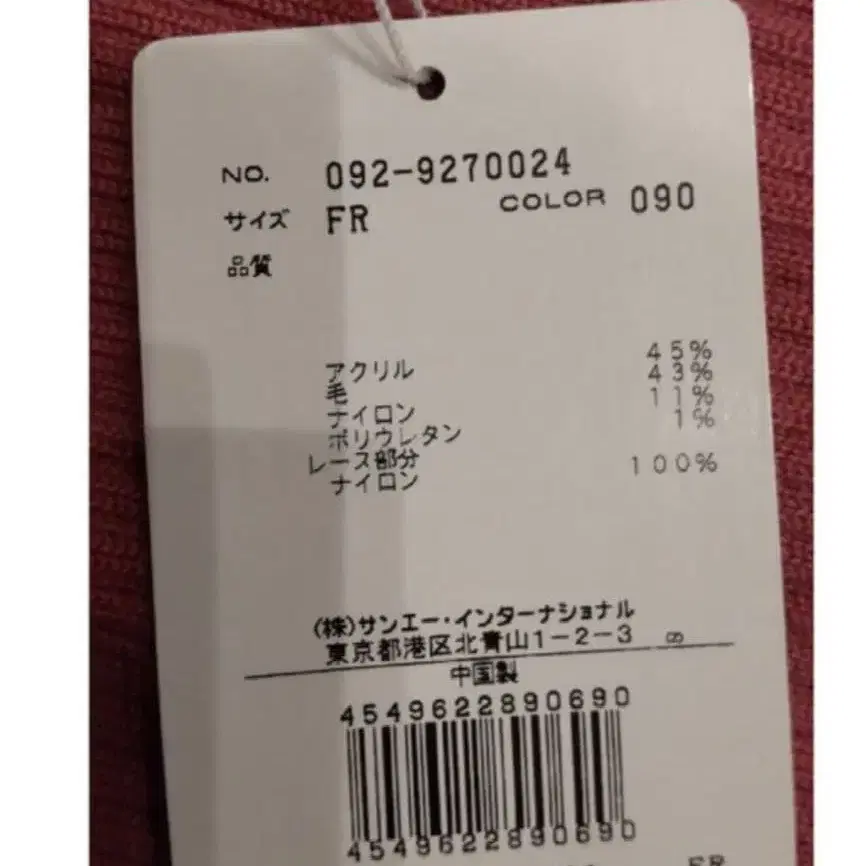 NO. 092-9270024
サイズ FR COLOR 090
品質
アクリル 45%
毛 43%
ナイロン 11%
ポリウレタン 1%
レース部分
ナイロン 100%
(株)サンエー・インターナショナル
東京都港区北青山1-2-3 8
中国製
4549622890690
4549622890690
FR